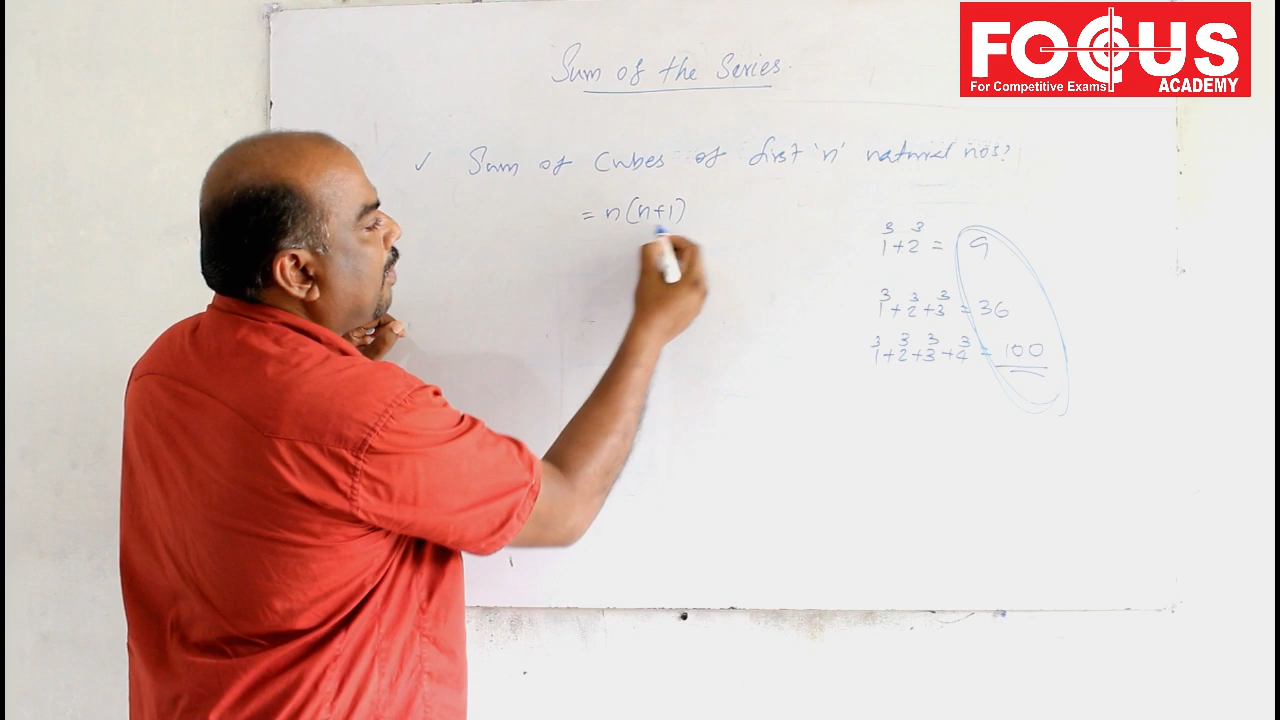 FOCUS
For Competitive Exams ACADEMY
Sum of the Series.
✓ Sum of Cubes of first 'n' natural nos?
= n(n+1)
1³+2³ = 9
1³+2³+3³ = 36
1³+2³+3³+4³ = 100